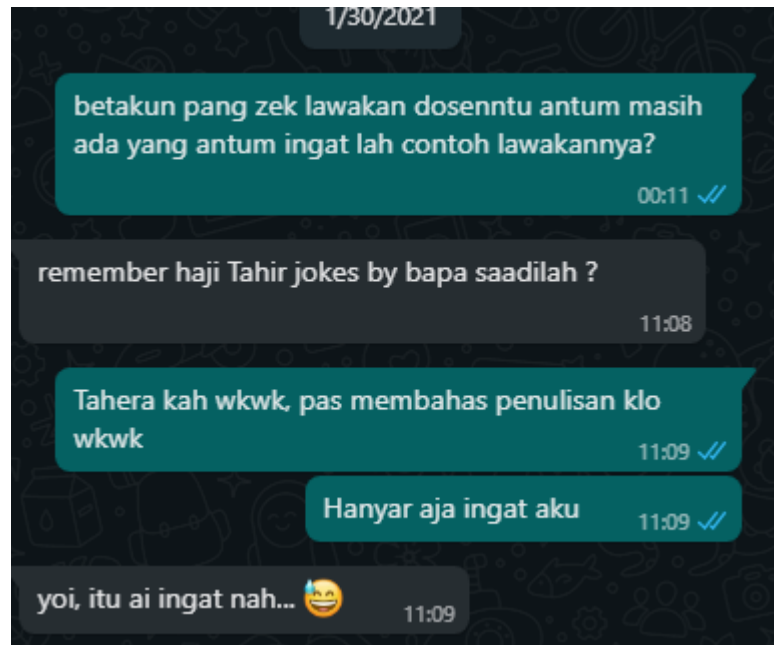 1/30/2021
betakun pang zek lawakan dosenntu antum masih
ada yang antum ingat lah contoh lawakannya?
00:11
remember haji Tahir jokes by bapa saadilah ?
11:08
Tahera kah wkwk, pas membahas penulisan klo
wkwk
11:09
Hanyar aja ingat aku
11:09
yoi, itu ai ingat nah... 😅
11:09